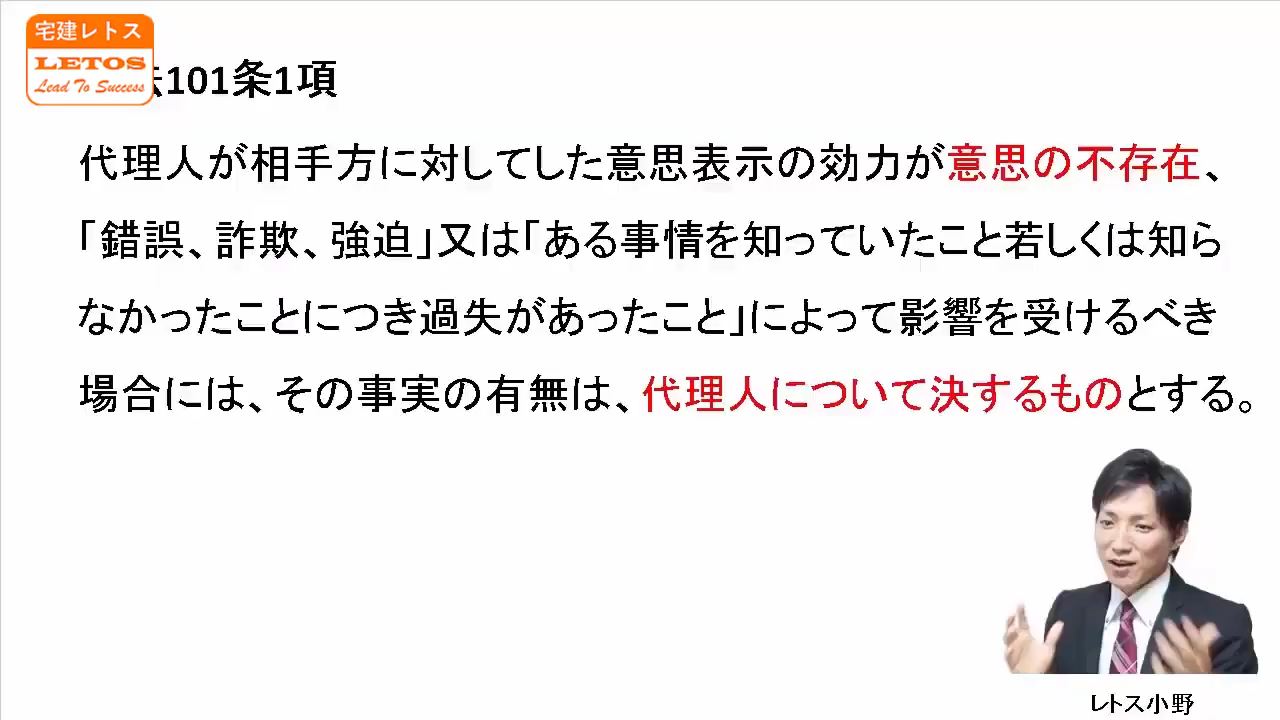 宅建レトス
LETOS
Lead To Success
法101条1項
代理人が相手方に対してした意思表示の効力が意思の不存在、
「錯誤、詐欺、強迫」又は「ある事情を知っていたこと若しくは知ら
なかったことにつき過失があったこと」によって影響を受けるべき
場合には、その事実の有無は、代理人について決するものとする。
レトス小野